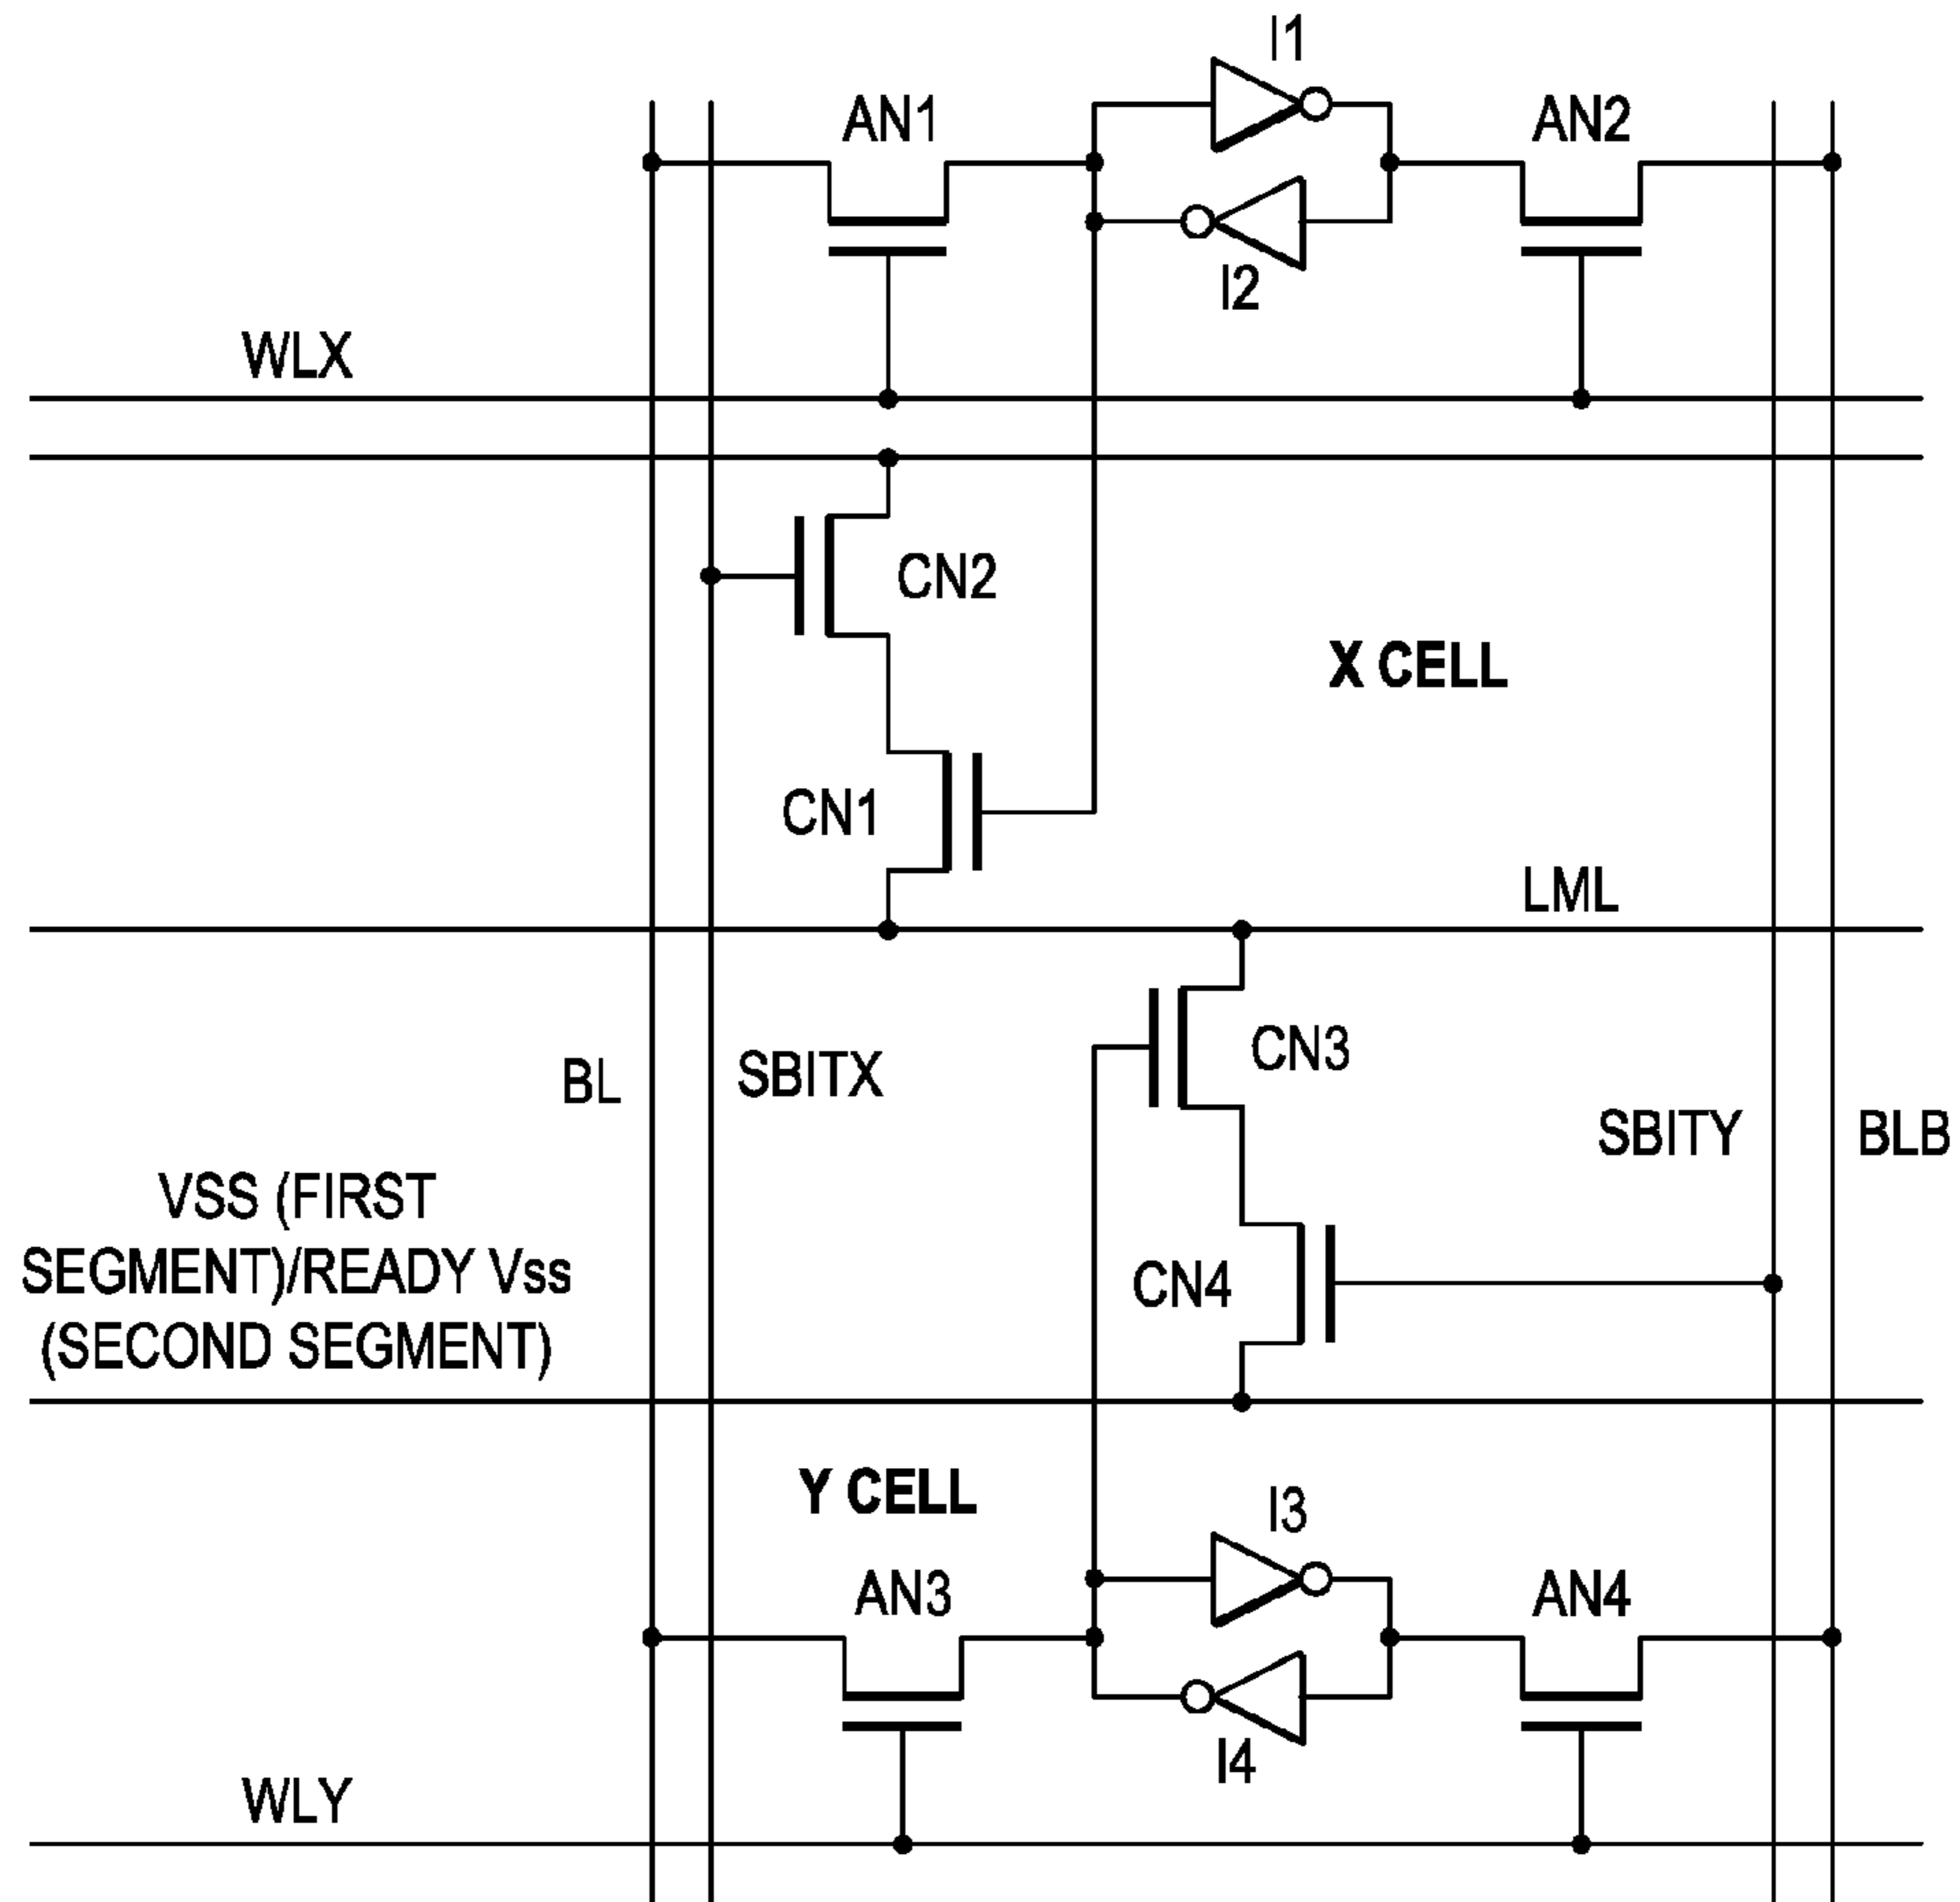 I1
AN1
AN2
I2
WLX
CN2
X CELL
CN1
LML
CN3
BL
SBITX
SBITY
BLB
VSS (FIRST
SEGMENT)/READY Vss
(SECOND SEGMENT)
CN4
Y CELL
I3
AN3
AN4
I4
WLY